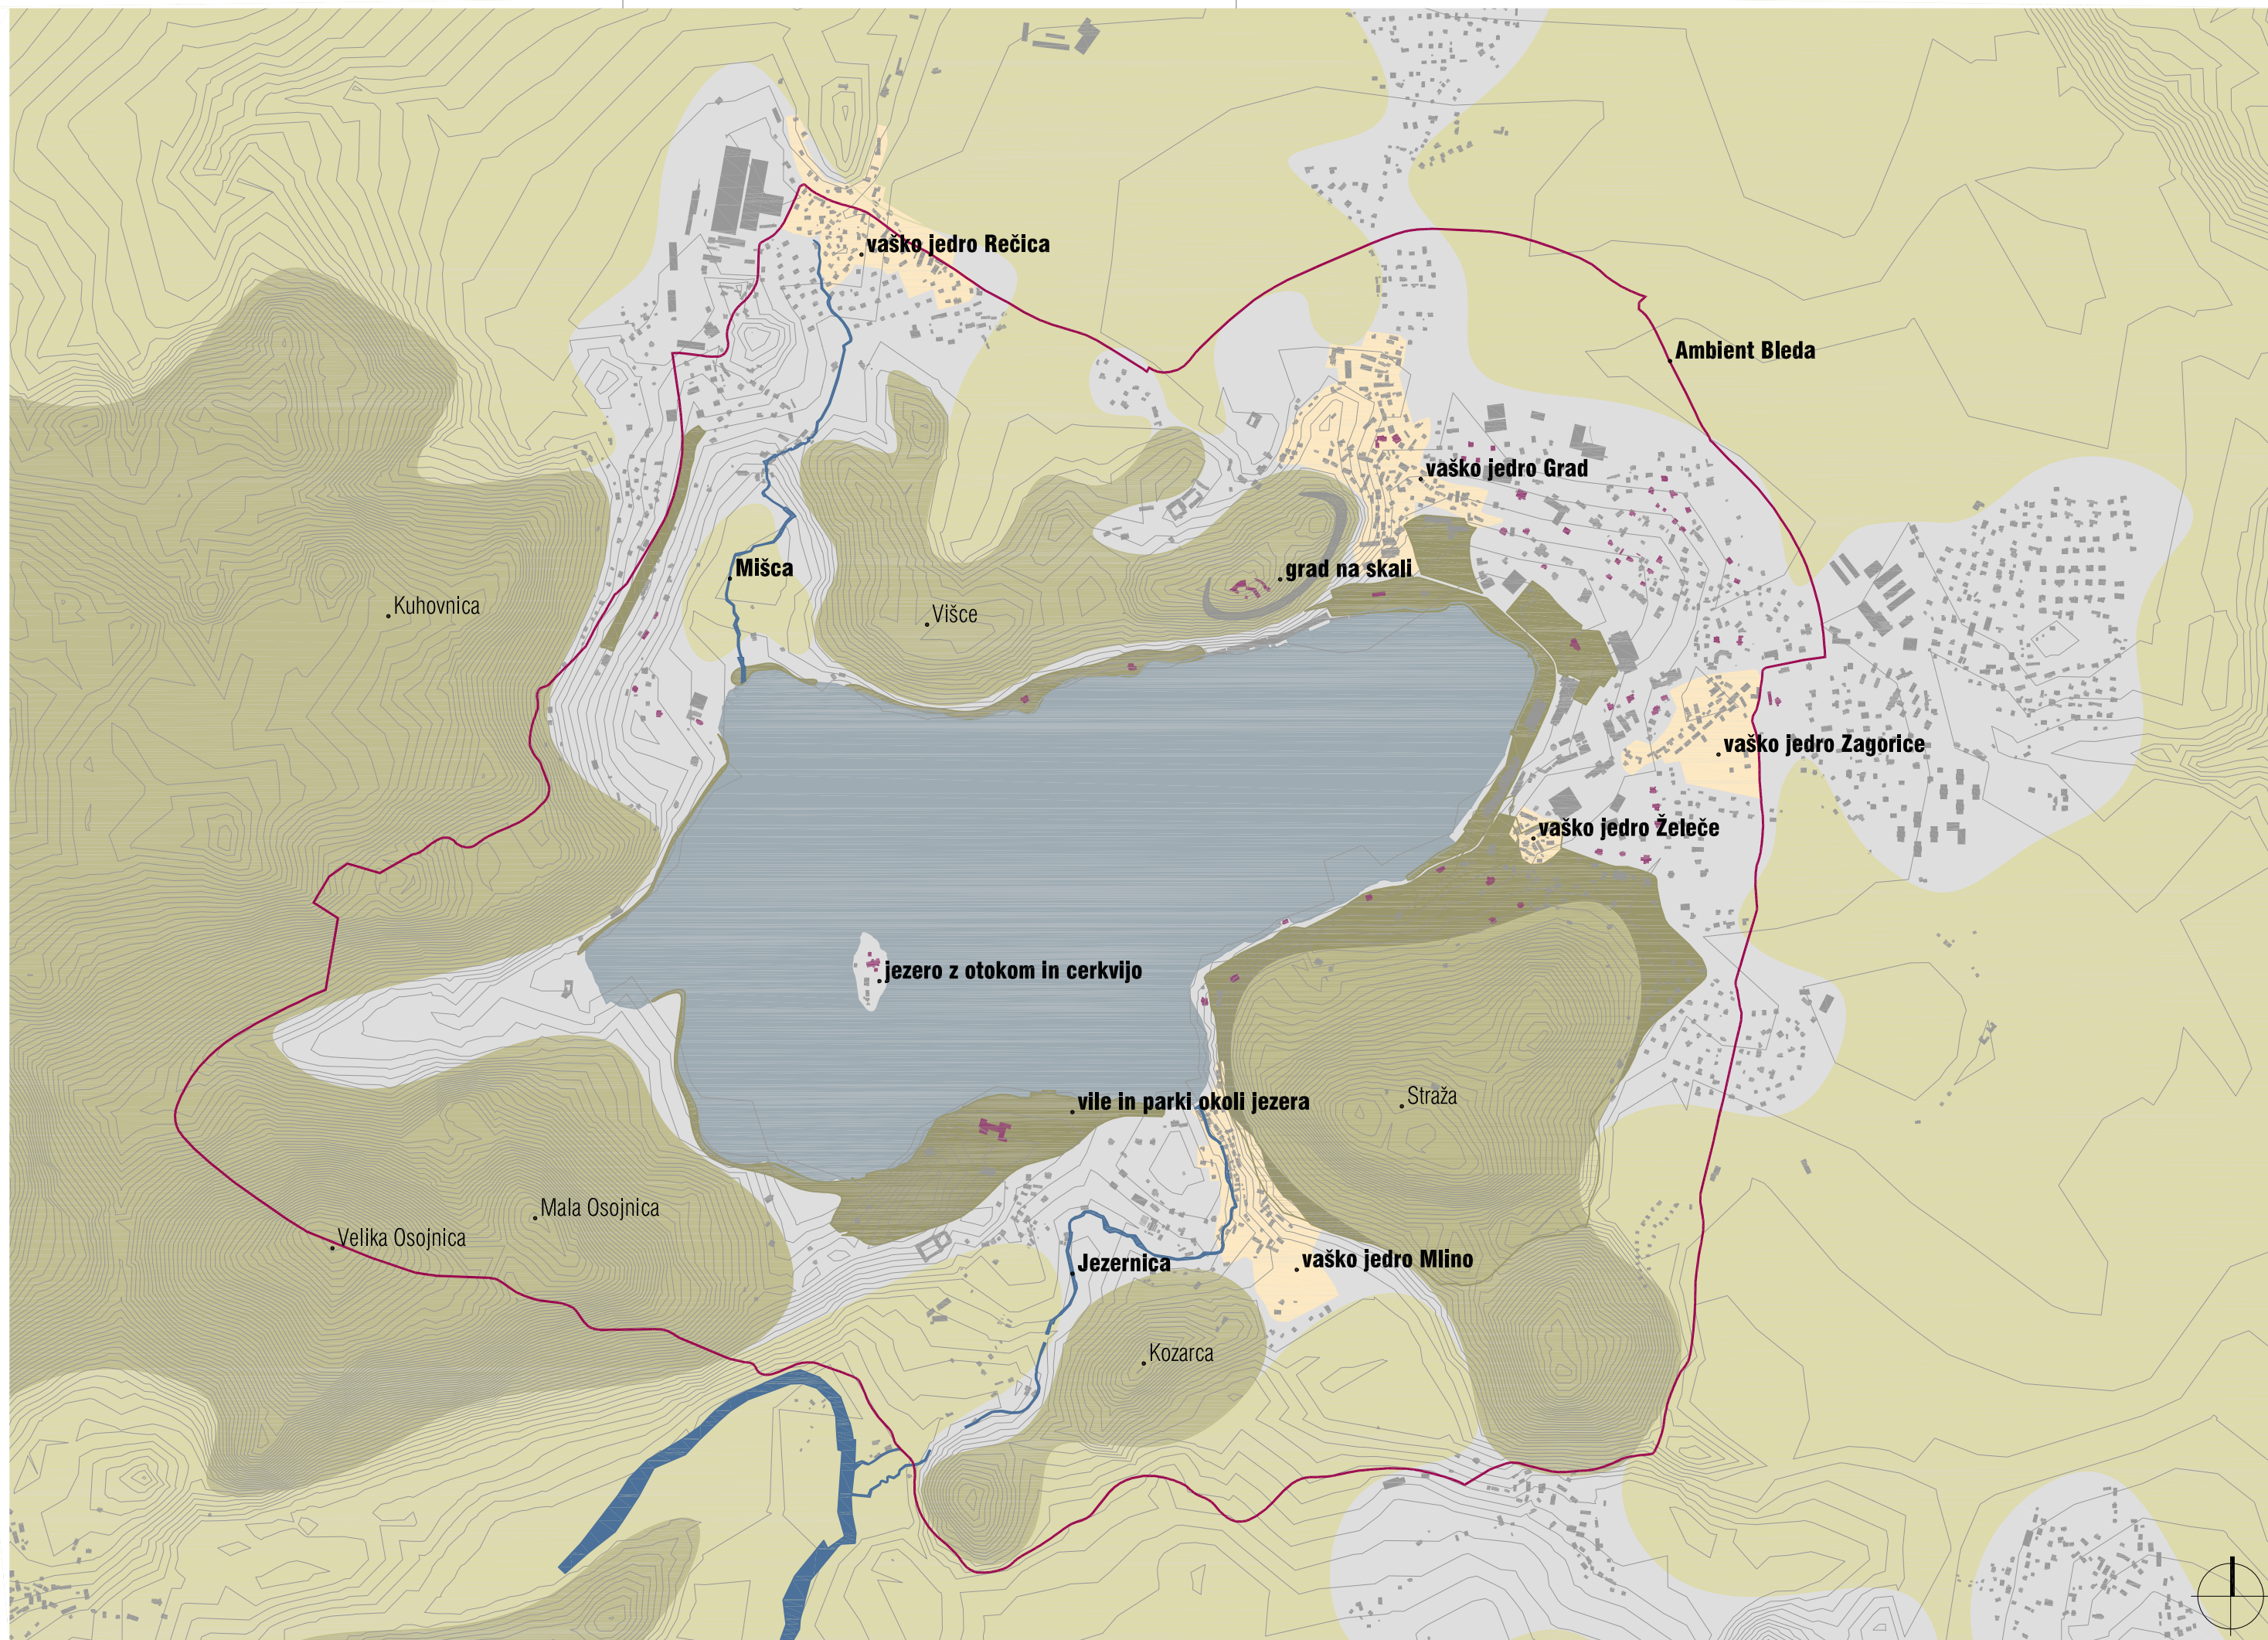 vaško jedro Rečica
Ambient Bleda
vaško jedro Grad
Mišca
grad na skali
Kuhovnica
Višce
vaško jedro Zagorice
vaško jedro Želeče
jezero z otokom in cerkvijo
vile in parki okoli jezera
Straža
Mala Osojnica
Velika Osojnica
Jezernica
vaško jedro Mlino
Kozarca